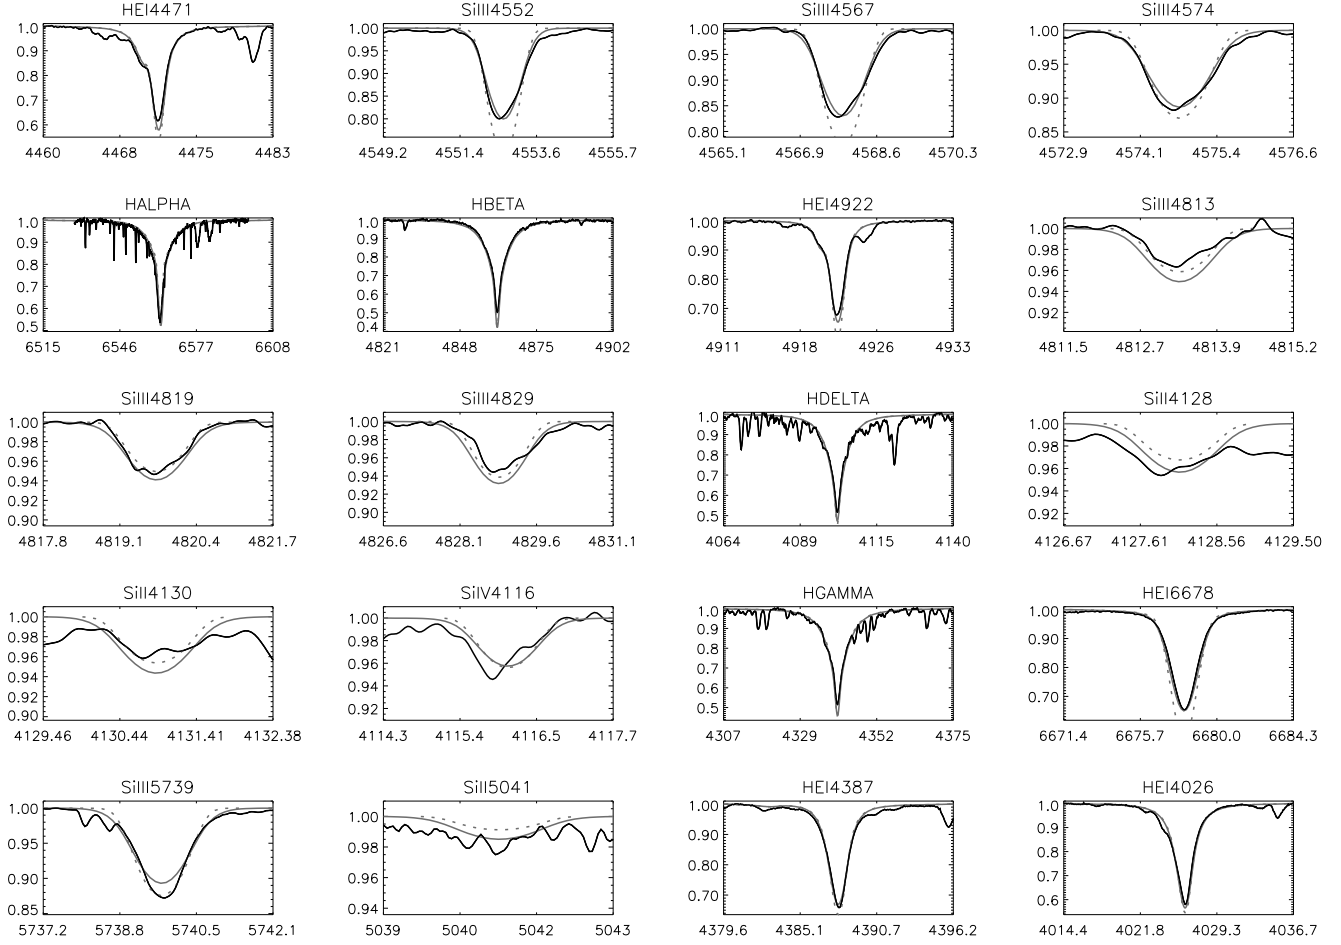 HEI4471 SiIII4552 SiIII4567 SiIII4574
1.0 1.00 1.00 1.00
0.9 0.95 0.95
0.8 0.90 0.90 0.95
0.7 0.85 0.85 0.90
0.6 0.80 0.80 0.85
4460 4468 4475 4483 4549.2 4551.4 4553.6 4555.7 4565.1 4566.9 4568.6 4570.3 4572.9 4574.1 4575.4 4576.6
HALPHA HBETA HEI4922 SiIII4813
1.0 1.0 1.00 1.00
0.9 0.9 0.98
0.8 0.8 0.90 0.96
0.7 0.7 0.80 0.94
0.6 0.6 0.70 0.92
0.5 0.5
0.4
6515 6546 6577 6608 4821 4848 4875 4902 4911 4918 4926 4933 4811.5 4812.7 4813.9 4815.2
SiIII4819 SiIII4829 HDELTA SiII4128
1.00 1.00 1.0 1.00
0.98 0.98 0.9 0.98
0.96 0.96 0.8 0.96
0.94 0.94 0.7 0.94
0.92 0.92 0.6 0.92
0.90 0.90 0.5
4817.8 4819.1 4820.4 4821.7 4826.6 4828.1 4829.6 4831.1 4064 4089 4115 4140 4126.67 4127.61 4128.56 4129.50
SiII4130 SiIV4116 HGAMMA HEI6678
1.00 1.00 1.0 1.00
0.98 0.98 0.9 0.90
0.96 0.96 0.8 0.80
0.94 0.94 0.7 0.70
0.92 0.92 0.6
0.90 0.5
4129.46 4130.44 4131.41 4132.38 4114.3 4115.4 4116.5 4117.7 4307 4329 4352 4375 6671.4 6675.7 6680.0 6684.3
SiIII5739 SiII5041 HEI4387 HEI4026
1.00 1.00 1.00 1.0
0.95 0.98 0.90 0.9
0.90 0.96 0.80 0.8
0.85 0.94 0.70 0.7
0.6
5737.2 5738.8 5740.5 5742.1 5039 5040 5042 5043 4379.6 4385.1 4390.7 4396.2 4014.4 4021.8 4029.3 4036.7